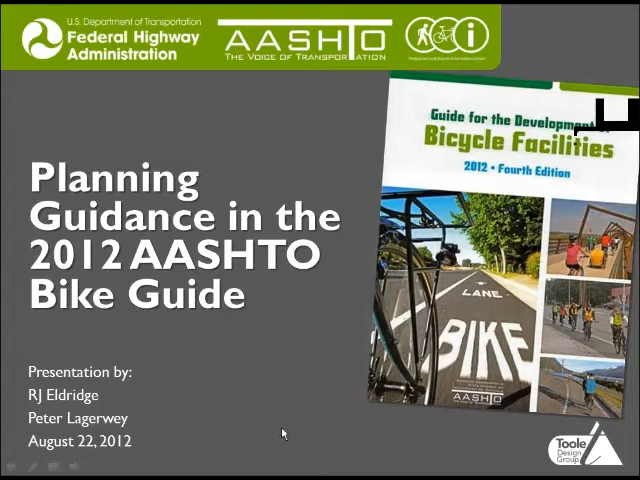 U.S. Department of Transportation
Federal Highway
Administration
AASHTO
THE VOICE OF TRANSPORTATION
Guide for the Development of
Bicycle Facilities
2012 • Fourth Edition
Planning
Guidance in the
2012 AASHTO
Bike Guide
LANE
BIKE
AASHTO
Presentation by:
RJ Eldridge
Peter Lagerwey
August 22, 2012
Toole
Design
Group